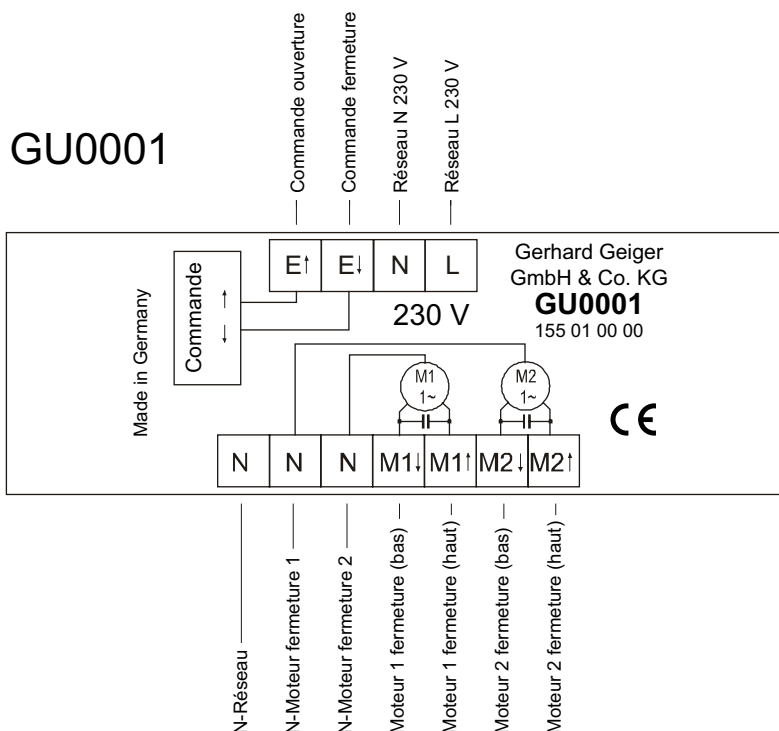 GU0001
Commande ouverture
Commande fermeture
Réseau N 230 V
Réseau L 230 V
Made in Germany
Commande ↑ ↓
E↑ E↓ N L
230 V
Gerhard Geiger
GmbH & Co. KG
GU0001
155 01 00 00
M1
1~
M2
1~
CE
N N N M1↓ M1↑ M2↓ M2↑
N-Réseau
N-Moteur fermeture 1
N-Moteur fermeture 2
Moteur 1 fermeture (bas)
Moteur 1 fermeture (haut)
Moteur 2 fermeture (bas)
Moteur 2 fermeture (haut)